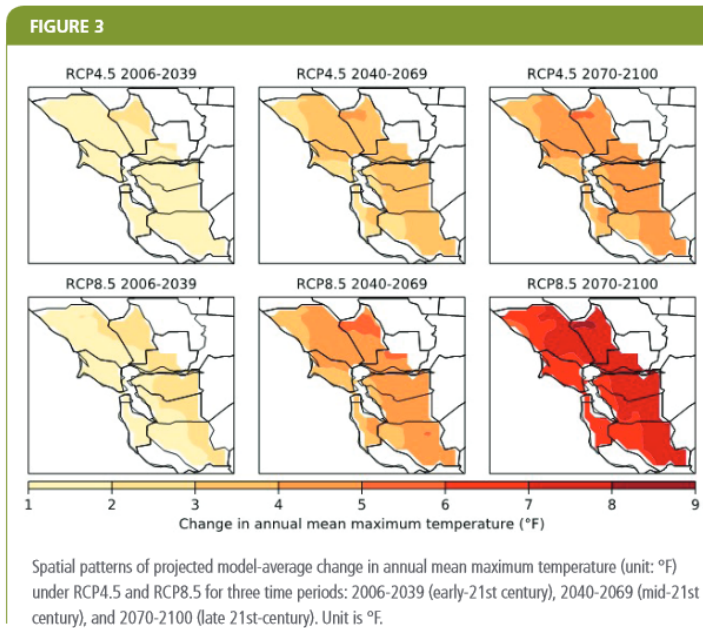 FIGURE 3
RCP4.5 2006-2039
RCP4.5 2040-2069
RCP4.5 2070-2100
RCP8.5 2006-2039
RCP8.5 2040-2069
RCP8.5 2070-2100
1 2 3 4 5 6 7 8 9
Change in annual mean maximum temperature (°F)
Spatial patterns of projected model-average change in annual mean maximum temperature (unit: °F)
under RCP4.5 and RCP8.5 for three time periods: 2006-2039 (early-21st century), 2040-2069 (mid-21st
century), and 2070-2100 (late 21st-century). Unit is °F.